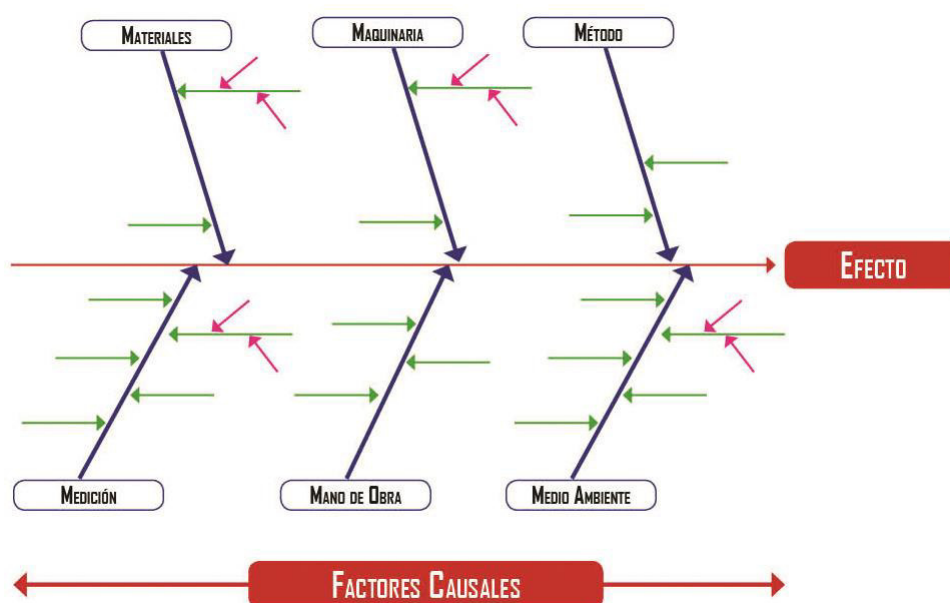 MATERIALES
MAQUINARIA
MÉTODO
EFECTO
MEDICIÓN
MANO DE OBRA
MEDIO AMBIENTE
FACTORES CAUSALES